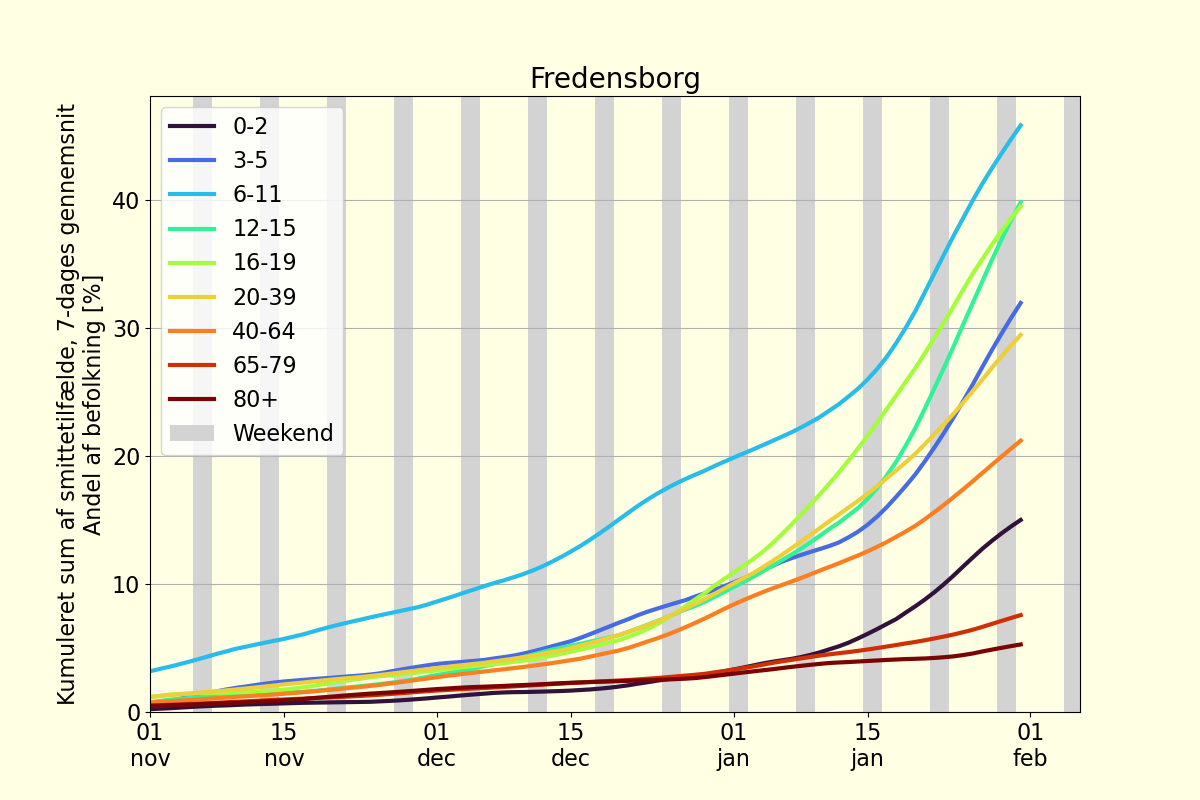 Fredensborg
Kumuleret sum af smittetilfælde, 7-dages gennemsnit
Andel af befolkning [%]
40
30
20
10
0
0-2
3-5
6-11
12-15
16-19
20-39
40-64
65-79
80+
Weekend
01 15 01 15 01 15 01
nov nov dec dec jan jan feb